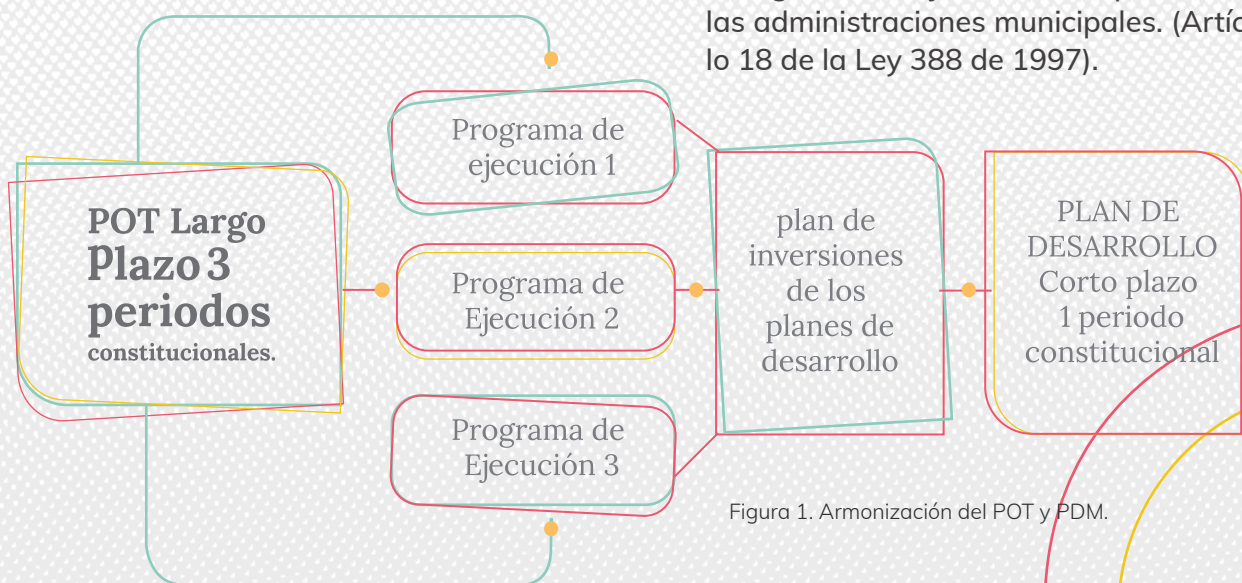 las administraciones municipales. (Artíc
lo 18 de la Ley 388 de 1997).
POT Largo
Plazo 3
periodos
constitucionales.
Programa de
ejecución 1
Programa de
Ejecución 2
Programa de
Ejecución 3
plan de
inversiones
de los
planes de
desarrollo
PLAN DE
DESARROLLO
Corto plazo
1 periodo
constitucional
Figura 1. Armonización del POT y PDM.